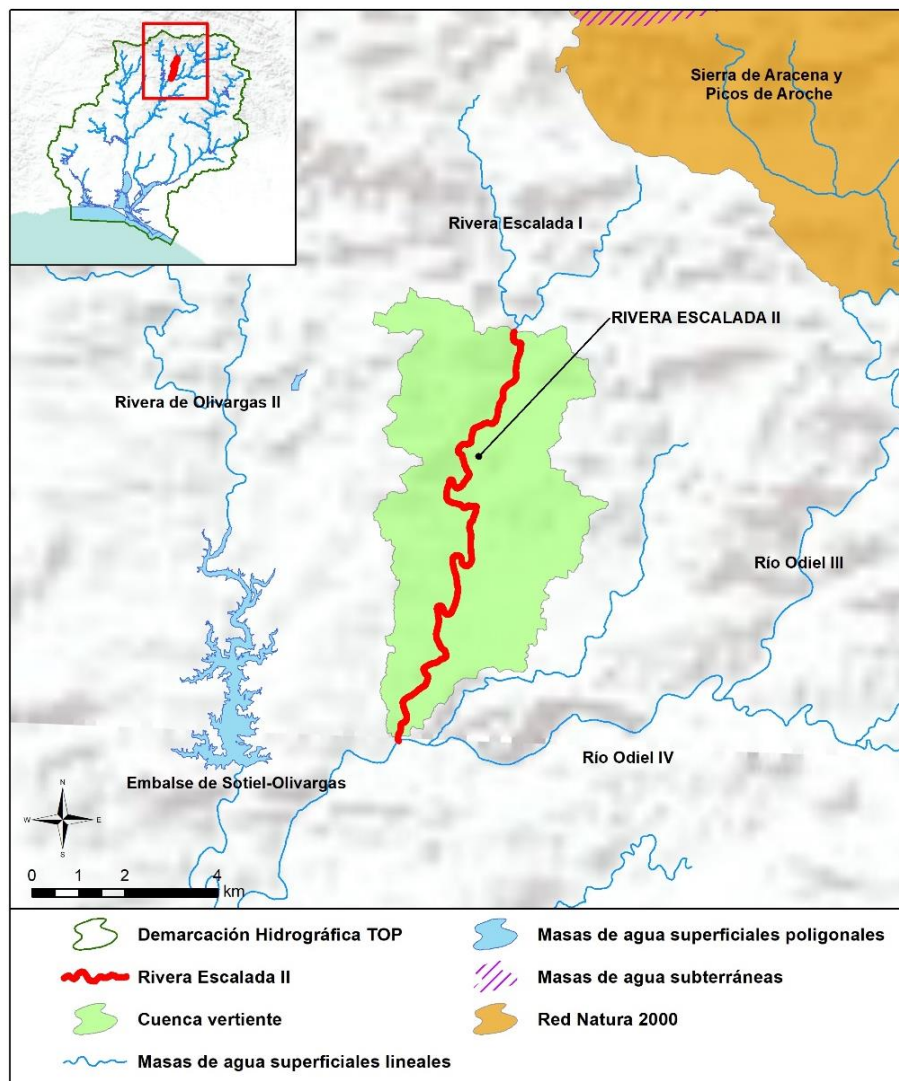 Sierra de Aracena y
Picos de Aroche
Rivera Escalada I
RIVERA ESCALADA II
Rivera de Olivargas II
Río Odiel III
Río Odiel IV
Embalse de Sotiel-Olivargas
N
W E
S
0 1 2 4
km
Demarcación Hidrográfica TOP
Rivera Escalada II
Cuenca vertiente
Masas de agua superficiales lineales
Masas de agua superficiales poligonales
Masas de agua subterráneas
Red Natura 2000